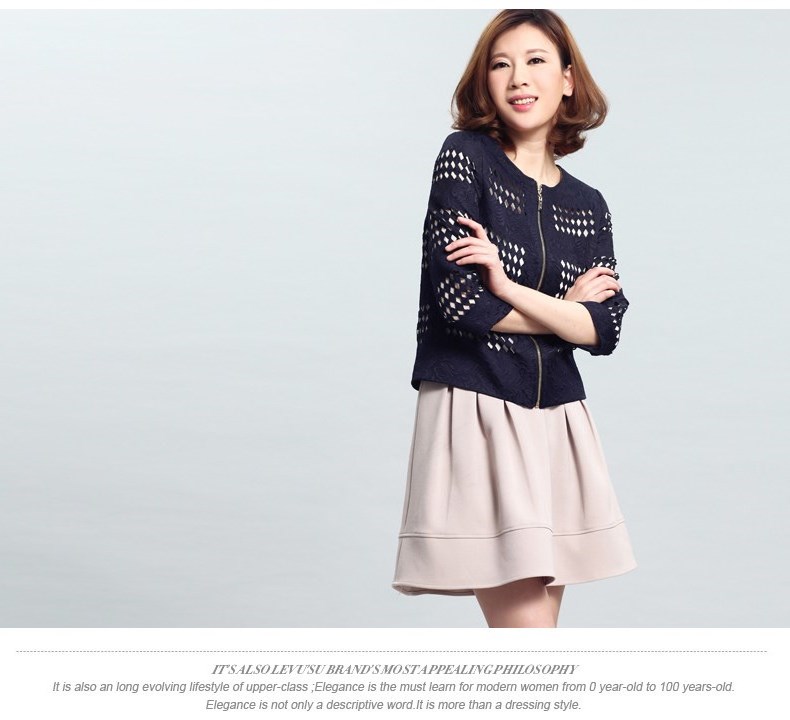 IT'S ALSO LEVU'SU BRAND'S MOST APPEALING PHILOSOPHY
It is also an long evolving lifestyle of upper-class ;Elegance is the must learn for modern women from 0 year-old to 100 years-old.
Elegance is not only a descriptive word.It is more than a dressing style.